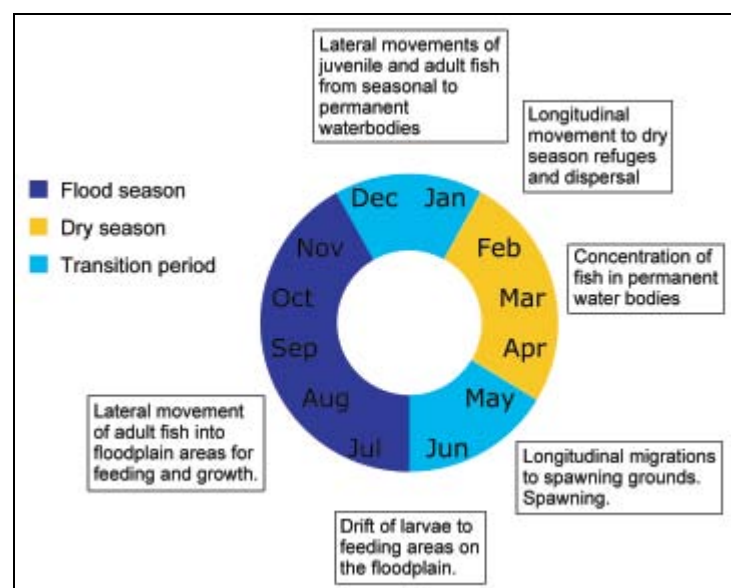 Lateral movements of
juvenile and adult fish
from seasonal to
permanent
waterbodies
Longitudinal
movement to dry
season refuges
and dispersal
Flood season
Dry season
Transition period
Dec
Jan
Feb
Mar
Apr
May
Jun
Jul
Aug
Sep
Oct
Nov
Concentration of
fish in permanent
water bodies
Lateral movement
of adult fish into
floodplain areas for
feeding and growth.
Longitudinal migrations
to spawning grounds.
Spawning.
Drift of larvae to
feeding areas on
the floodplain.